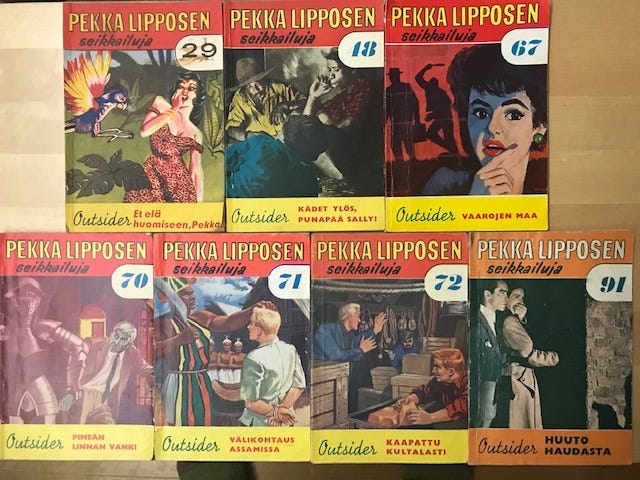 PEKKA LIPPOSEN
seikkailuja
29
Outsider
Et elä
huomiseen, Pekka
PEKKA LIPPOSEN
seikkailuja
48
Outsider
KÄDET YLÖS,
PUNAPÄÄ SALLY!
PEKKA LIPPOSEN
seikkailuja
67
Outsider
VAAROJEN MAA
PEKKA LIPPOSEN
seikkailuja
70
Outsider
PIMEÄN
LINNAN VANKI
PEKKA LIPPOSEN
seikkailuja
71
Outsider
VÄLIKOHTAUS
ASSAMISSA
PEKKA LIPPOSEN
seikkailuja
72
Outsider
KAAPATTU
KULTALASTI
PEKKA LIPPOSEN
seikkailuja
91
Outsider
HUUTO
HAUDASTA